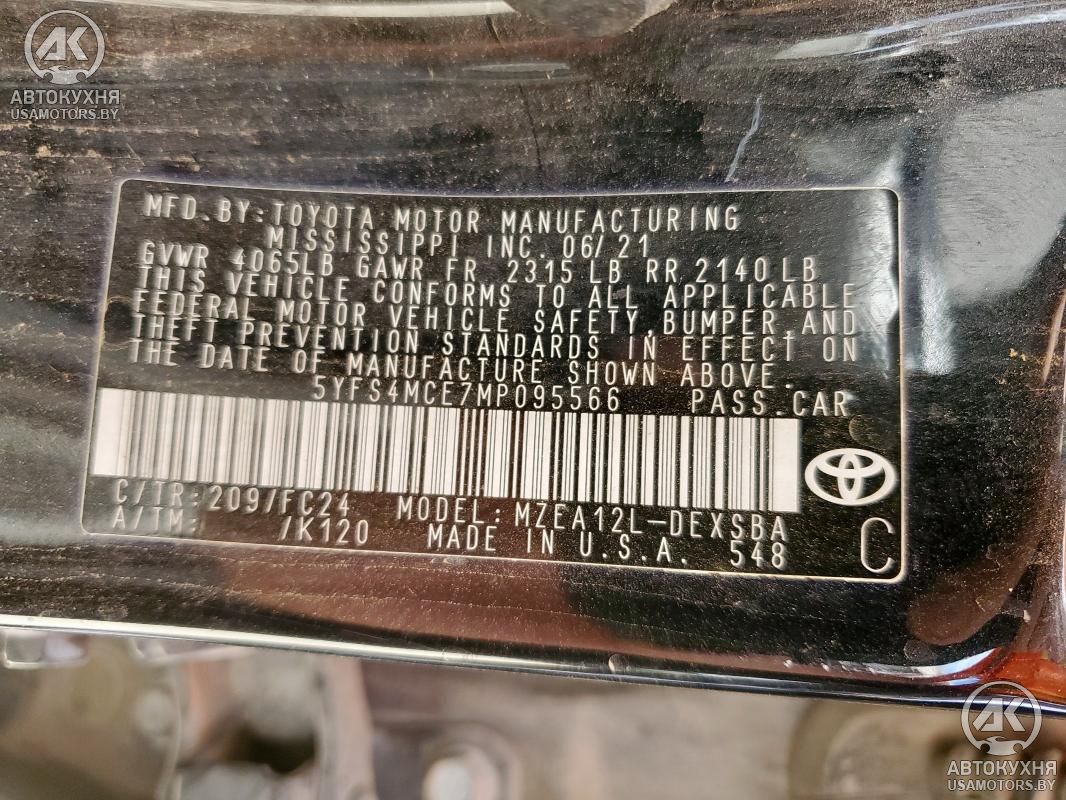 AK
АВТОКУХНЯ
USAMOTORS.BY
MFD.BY:TOYOTA MOTOR MANUFACTURING
MISSISSIPPI INC. 06/21
GVWR 4065LB GAWR FR 2315 LB RR 2140 LB
THIS VEHICLE CONFORMS TO ALL APPLICABLE
FEDERAL MOTOR VEHICLE SAFETY, BUMPER, AND
THEFT PREVENTION STANDARDS IN EFFECT ON
THE DATE OF MANUFACTURE SHOWN ABOVE.
5YFS4MCE7MP095566 PASS.CAR
C/TR:209/FC24 MODEL:MZEA12L-DEXSBA
A/TM: /K120 MADE IN U.S.A. 548 C
AK
АВТОКУХНЯ
USAMOTORS.BY